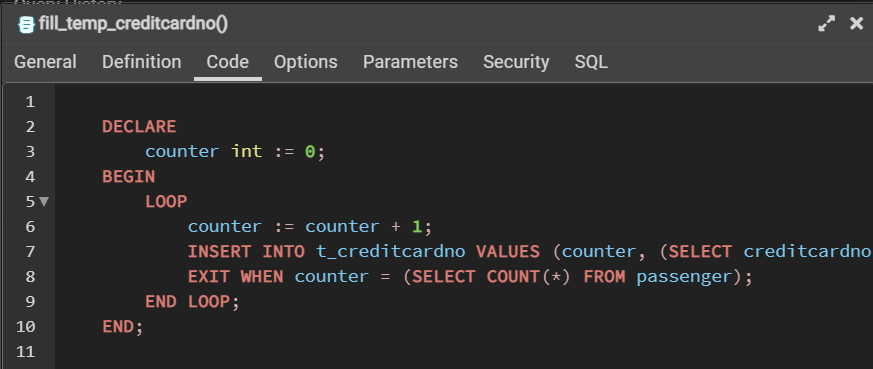 fill_temp_creditcardno()
General Definition Code Options Parameters Security SQL
1
2 DECLARE
3 counter int := 0;
4 BEGIN
5 LOOP
6 counter := counter + 1;
7 INSERT INTO t_creditcardno VALUES (counter, (SELECT creditcardno
8 EXIT WHEN counter = (SELECT COUNT(*) FROM passenger);
9 END LOOP;
10 END;
11